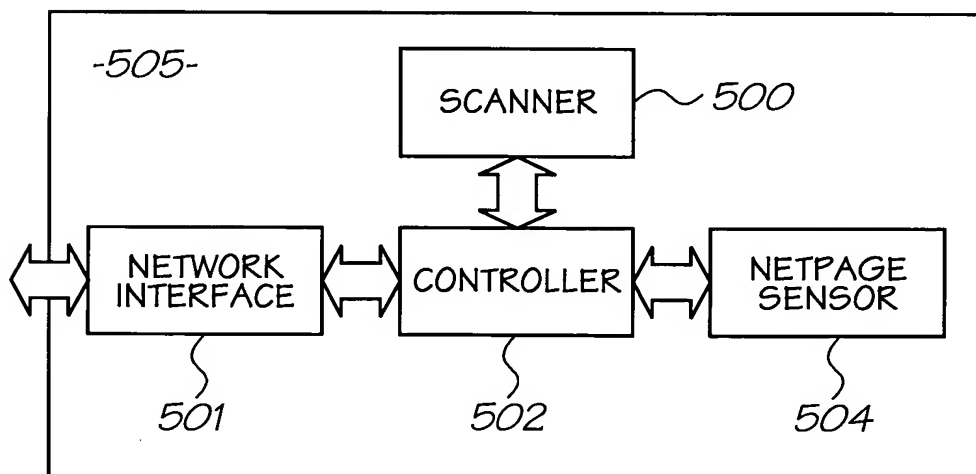 -505-
SCANNER
500
NETWORK
INTERFACE
CONTROLLER
NETPAGE
SENSOR
501
502
504